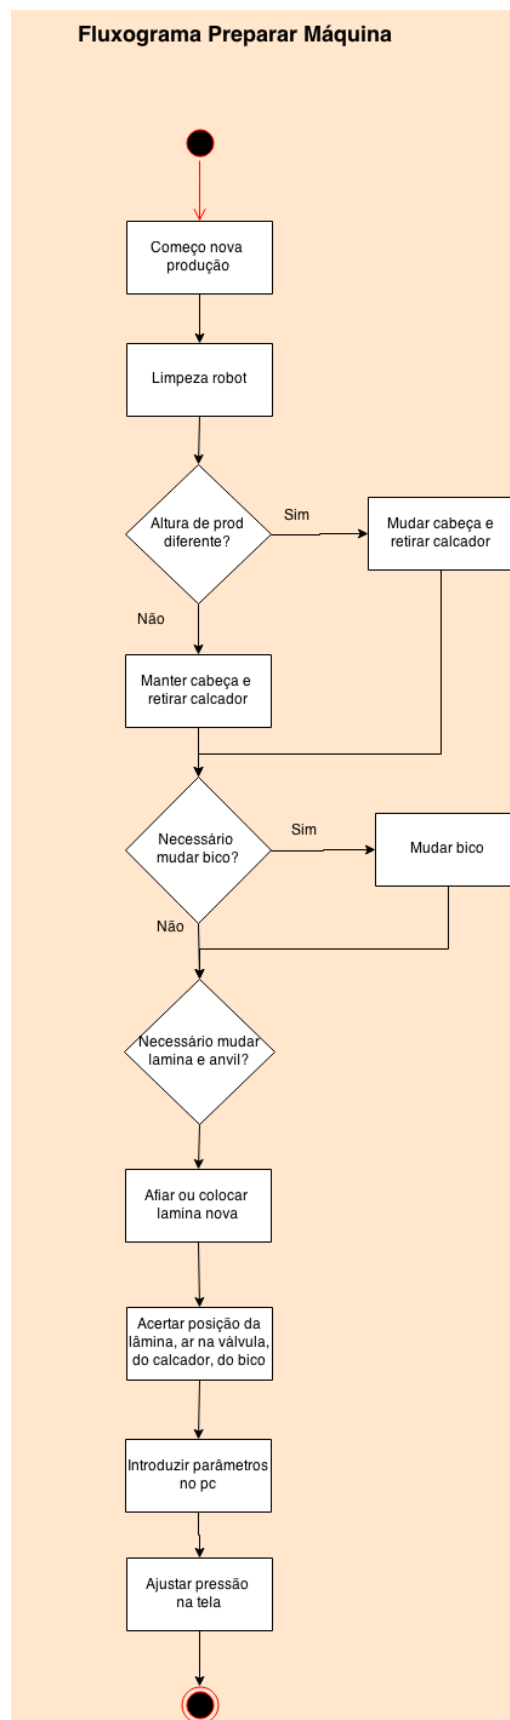 Fluxograma Preparar Máquina
Começo nova
produção
Limpeza robot
Altura de prod
diferente?
Sim
Mudar cabeça e
retirar calcador
Não
Manter cabeça e
retirar calcador
Necessário
mudar bico?
Sim
Mudar bico
Não
Necessário mudar
lamina e anvil?
Afiar ou colocar
lamina nova
Acertar posição da
lâmina, ar na válvula,
do calcador, do bico
Introduzir parâmetros
no pc
Ajustar pressão
na tela